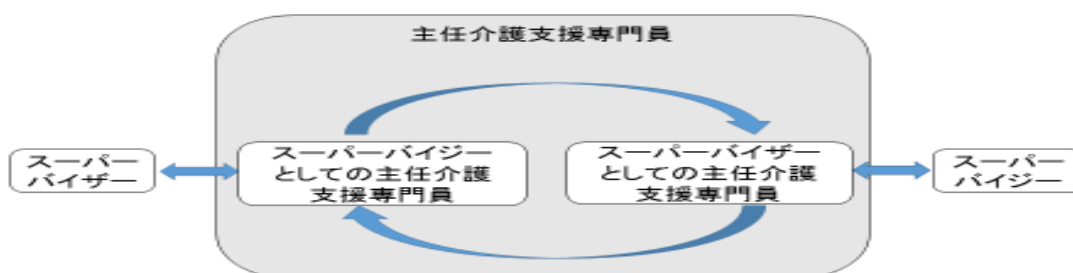 主任介護支援専門員
スーパー
バイザー
スーパーバイジー
としての主任介護
支援専門員
スーパーバイザー
としての主任介護
支援専門員
スーパー
バイジー